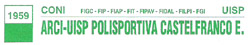 1959
CONI FIGC - FIP - FIAP - FIT - FIPAV - FIDAL - FILPJ - FGI UISP
ARCI-UISP POLISPORTIVA CASTELFRANCO E.